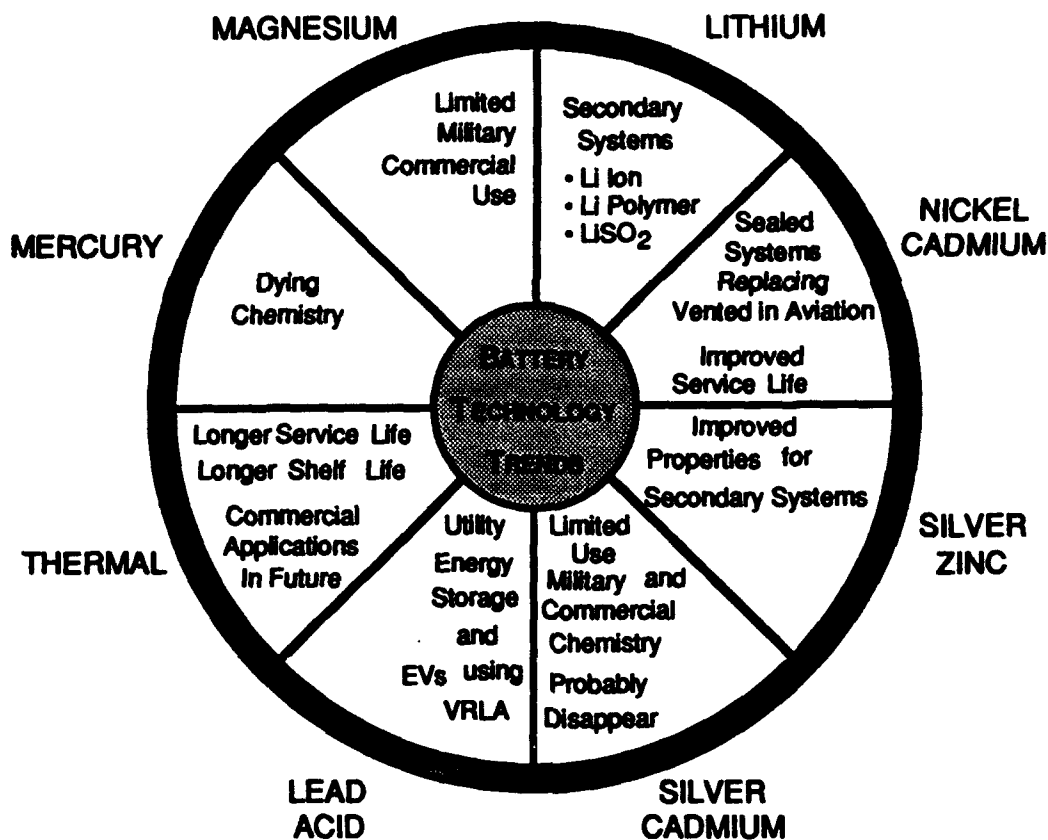 MAGNESIUM
LITHIUM
Limited
Military
Commercial
Use
Secondary
Systems
• Li Ion
• Li Polymer
• LiSO2
NICKEL
CADMIUM
Sealed
Systems
Replacing
Vented in Aviation
Improved
Service Life
MERCURY
Dying
Chemistry
BATTERY
TECHNOLOGY
TRENDS
Longer Service Life
Longer Shelf Life
Commercial
Applications
In Future
THERMAL
Improved
Properties for
Secondary Systems
SILVER
ZINC
Utility
Energy
Storage
and
EVs using
VRLA
Limited
Use
Military and
Commercial
Chemistry
Probably
Disappear
LEAD
ACID
SILVER
CADMIUM